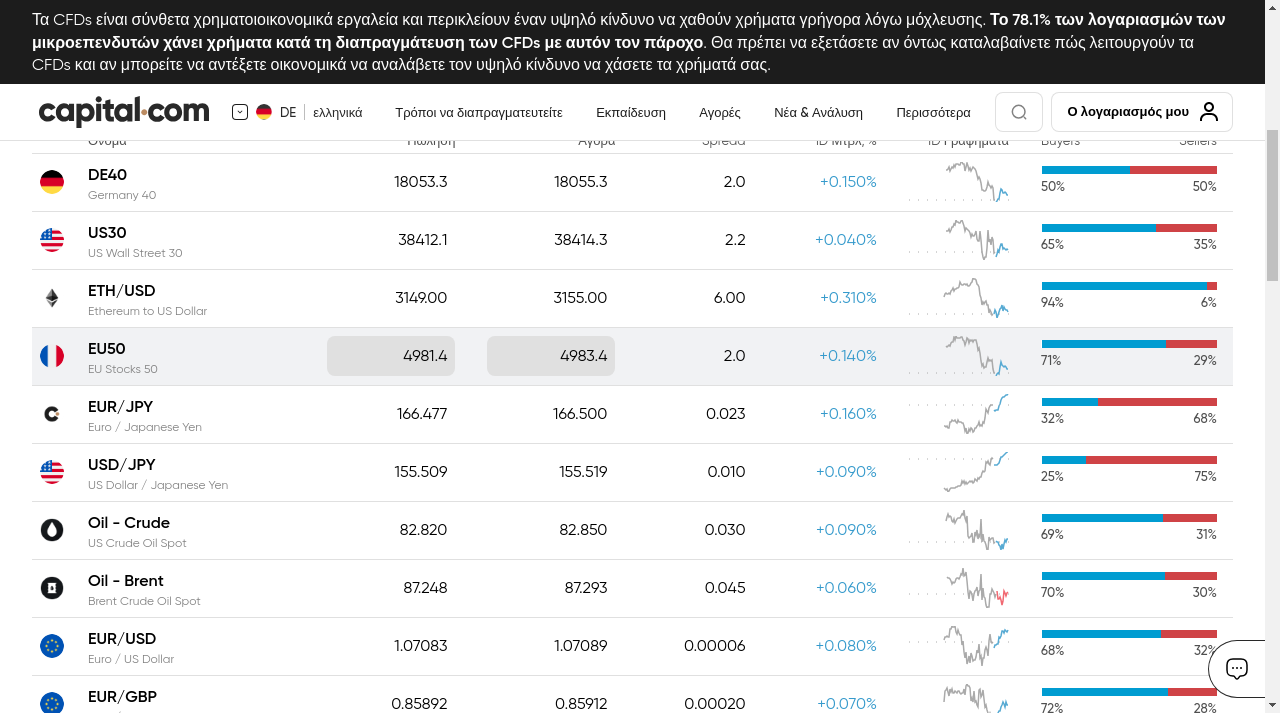 Τα CFDs είναι σύνθετα χρηματοοικονομικά εργαλεία και περικλείουν έναν υψηλό κίνδυνο να χαθούν χρήματα γρήγορα λόγω μόχλευσης. Το 78.1% των λογαριασμών των
μικροεπενδυτών χάνει χρήματα κατά τη διαπραγμάτευση των CFDs με αυτόν τον πάροχο. Θα πρέπει να εξετάσετε αν όντως καταλαβαίνετε πώς λειτουργούν τα
CFDs και αν μπορείτε να αντέξετε οικονομικά να αναλάβετε τον υψηλό κίνδυνο να χάσετε τα χρήματά σας.
capital.com DE ελληνικά Τρόποι να διαπραγματευτείτε Εκπαίδευση Αγορές Νέα & Ανάλυση Περισσότερα Ο λογαριασμός μου
Όνομα Πώληση Αγορά Spread 1D Μτβλ, % 1D Γραφήματα Buyers Sellers
DE40 18053.3 18055.3 2.0 +0.150%
Germany 40 50% 50%
US30 38412.1 38414.3 2.2 +0.040%
US Wall Street 30 65% 35%
ETH/USD 3149.00 3155.00 6.00 +0.310%
Ethereum to US Dollar 94% 6%
EU50 4981.4 4983.4 2.0 +0.140%
EU Stocks 50 71% 29%
EUR/JPY 166.477 166.500 0.023 +0.160%
Euro / Japanese Yen 32% 68%
USD/JPY 155.509 155.519 0.010 +0.090%
US Dollar / Japanese Yen 25% 75%
Oil - Crude 82.820 82.850 0.030 +0.090%
US Crude Oil Spot 69% 31%
Oil - Brent 87.248 87.293 0.045 +0.060%
Brent Crude Oil Spot 70% 30%
EUR/USD 1.07083 1.07089 0.00006 +0.080%
Euro / US Dollar 68% 32%
EUR/GBP 0.85892 0.85912 0.00020 +0.070%
72% 28%